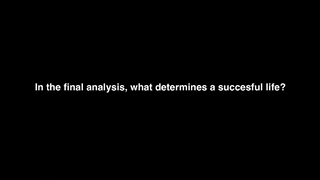 In the final analysis, what determines a succesful life?